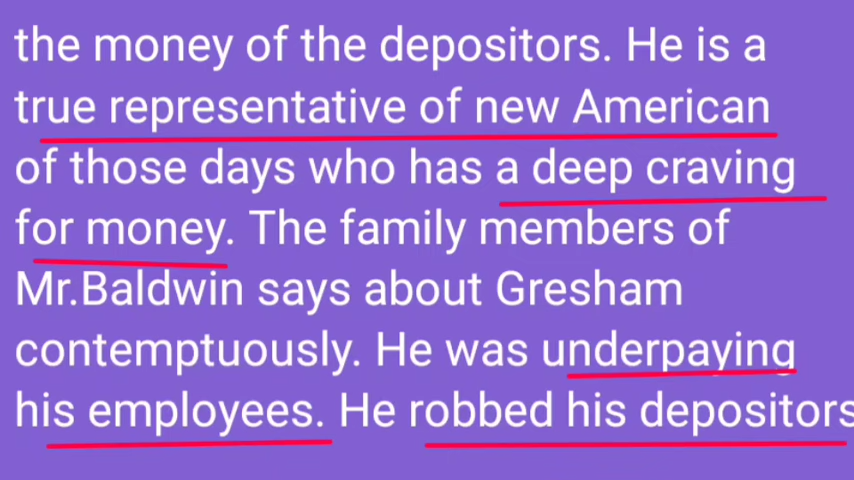 the money of the depositors. He is a
true representative of new American
of those days who has a deep craving
for money. The family members of
Mr.Baldwin says about Gresham
contemptuously. He was underpaying
his employees. He robbed his depositors